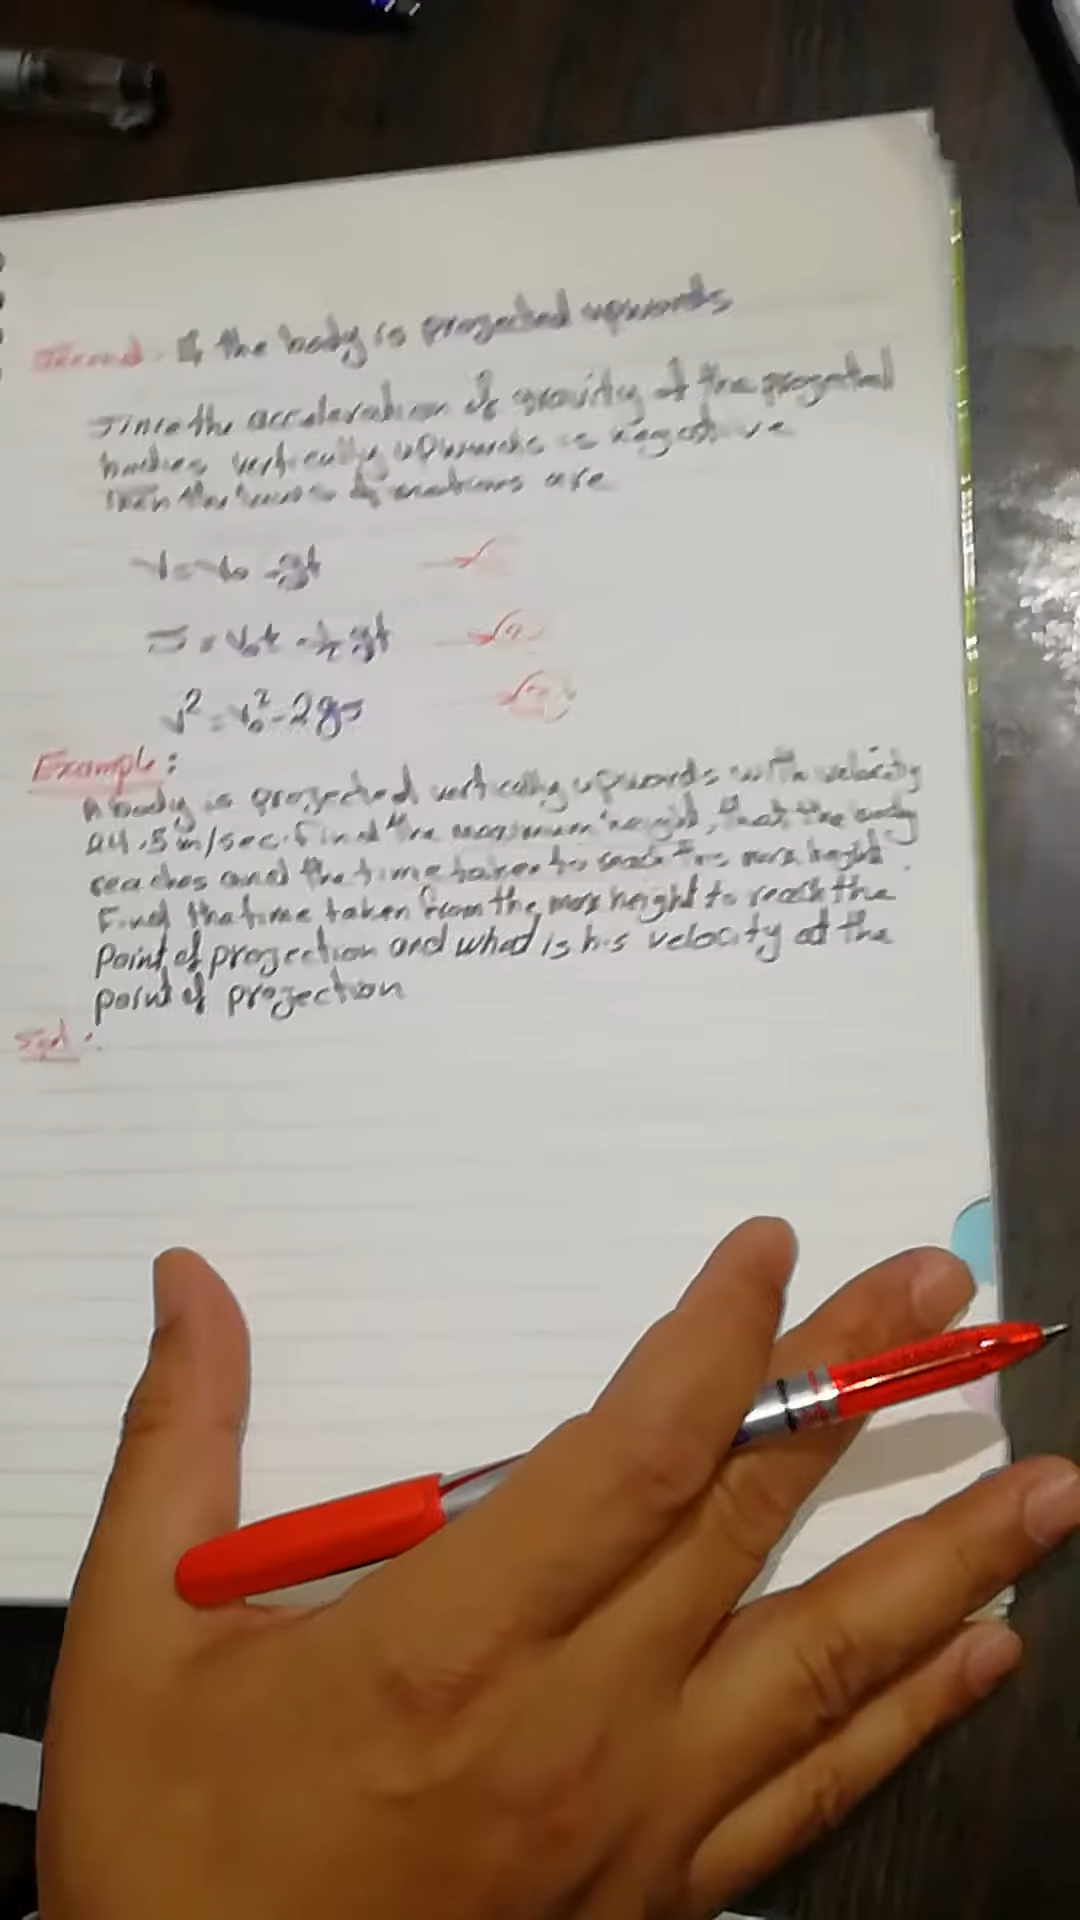 Second. If the body is projected upwards
Since the acceleration of gravity of the projected
bodies vertically upwards is negative
then the laws of motions are
V = V₀ - gt
S = V₀t - ½ gt
V² = V₀² - 2gs
Example:
A body is projected vertically upwards with velocity
24.5 m/sec. Find the maximum height, that the body
reaches and the time taken to reach the max height.
Find the time taken from the max height to reach the
point of projection and what is his velocity at the
point of projection
Sol: